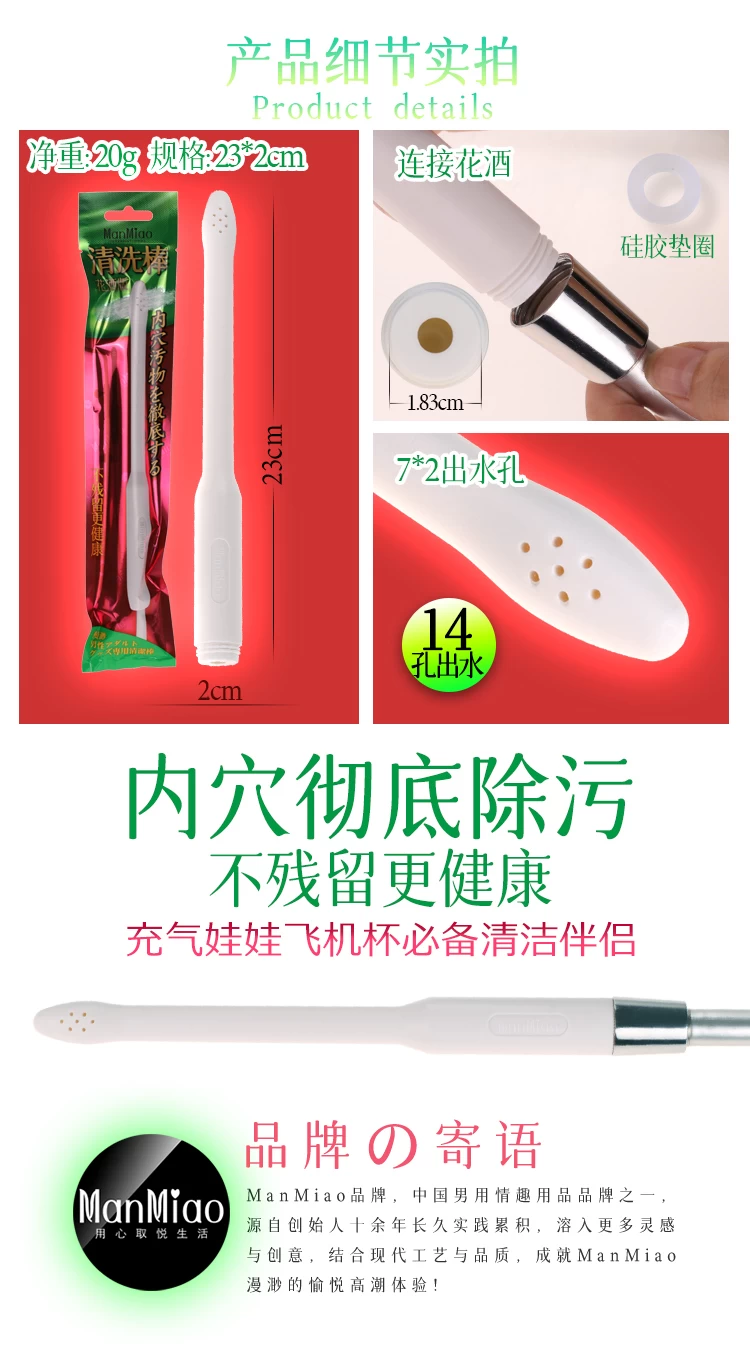 产品细节实拍
Product details
净重:20g 规格:23*2cm
ManMiao
清洗棒
内穴汚物を徹底する
不残留更健康
23cm
2cm
连接花酒
硅胶垫圈
1.83cm
7*2出水孔
14
孔出水
内穴彻底除污
不残留更健康
充气娃娃飞机杯必备清洁伴侣
ManMiao
ManMiao
用心取悦生活
品牌の寄语
ManMiao品牌，中国男用情趣用品品牌之一，
源自创始人十余年长久实践累积，溶入更多灵感
与创意，结合现代工艺与品质，成就ManMiao
漫渺的愉悦高潮体验!